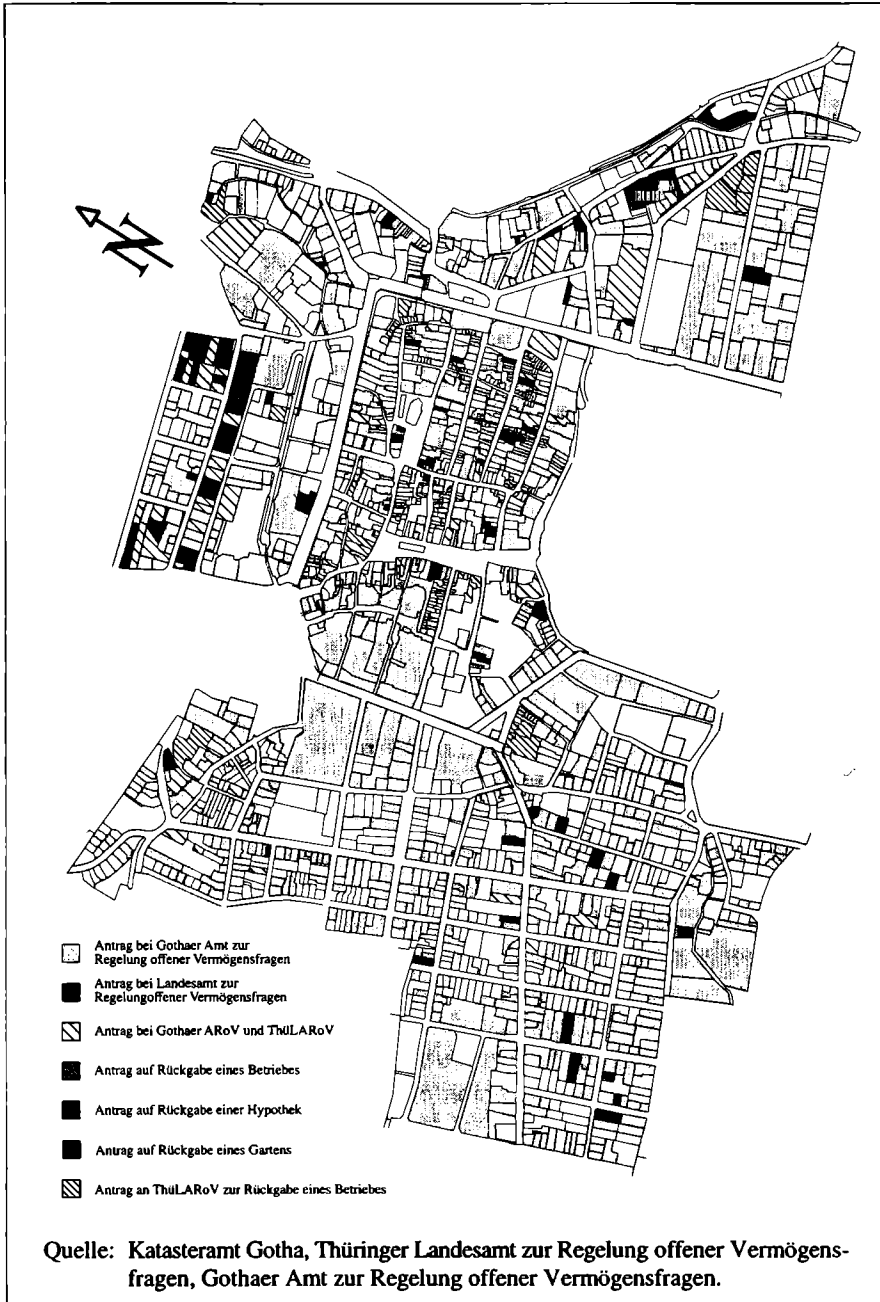 N
Antrag bei Gothaer Amt zur
Regelung offener Vermögensfragen
Antrag bei Landesamt zur
Regelungoffener Vermögensfragen
Antrag bei Gothaer ARoV und ThüLARoV
Antrag auf Rückgabe eines Betriebes
Antrag auf Rückgabe einer Hypothek
Antrag auf Rückgabe eines Gartens
Antrag an ThüLARoV zur Rückgabe eines Betriebes
Quelle: Katasteramt Gotha, Thüringer Landesamt zur Regelung offener Vermögens-
fragen, Gothaer Amt zur Regelung offener Vermögensfragen.